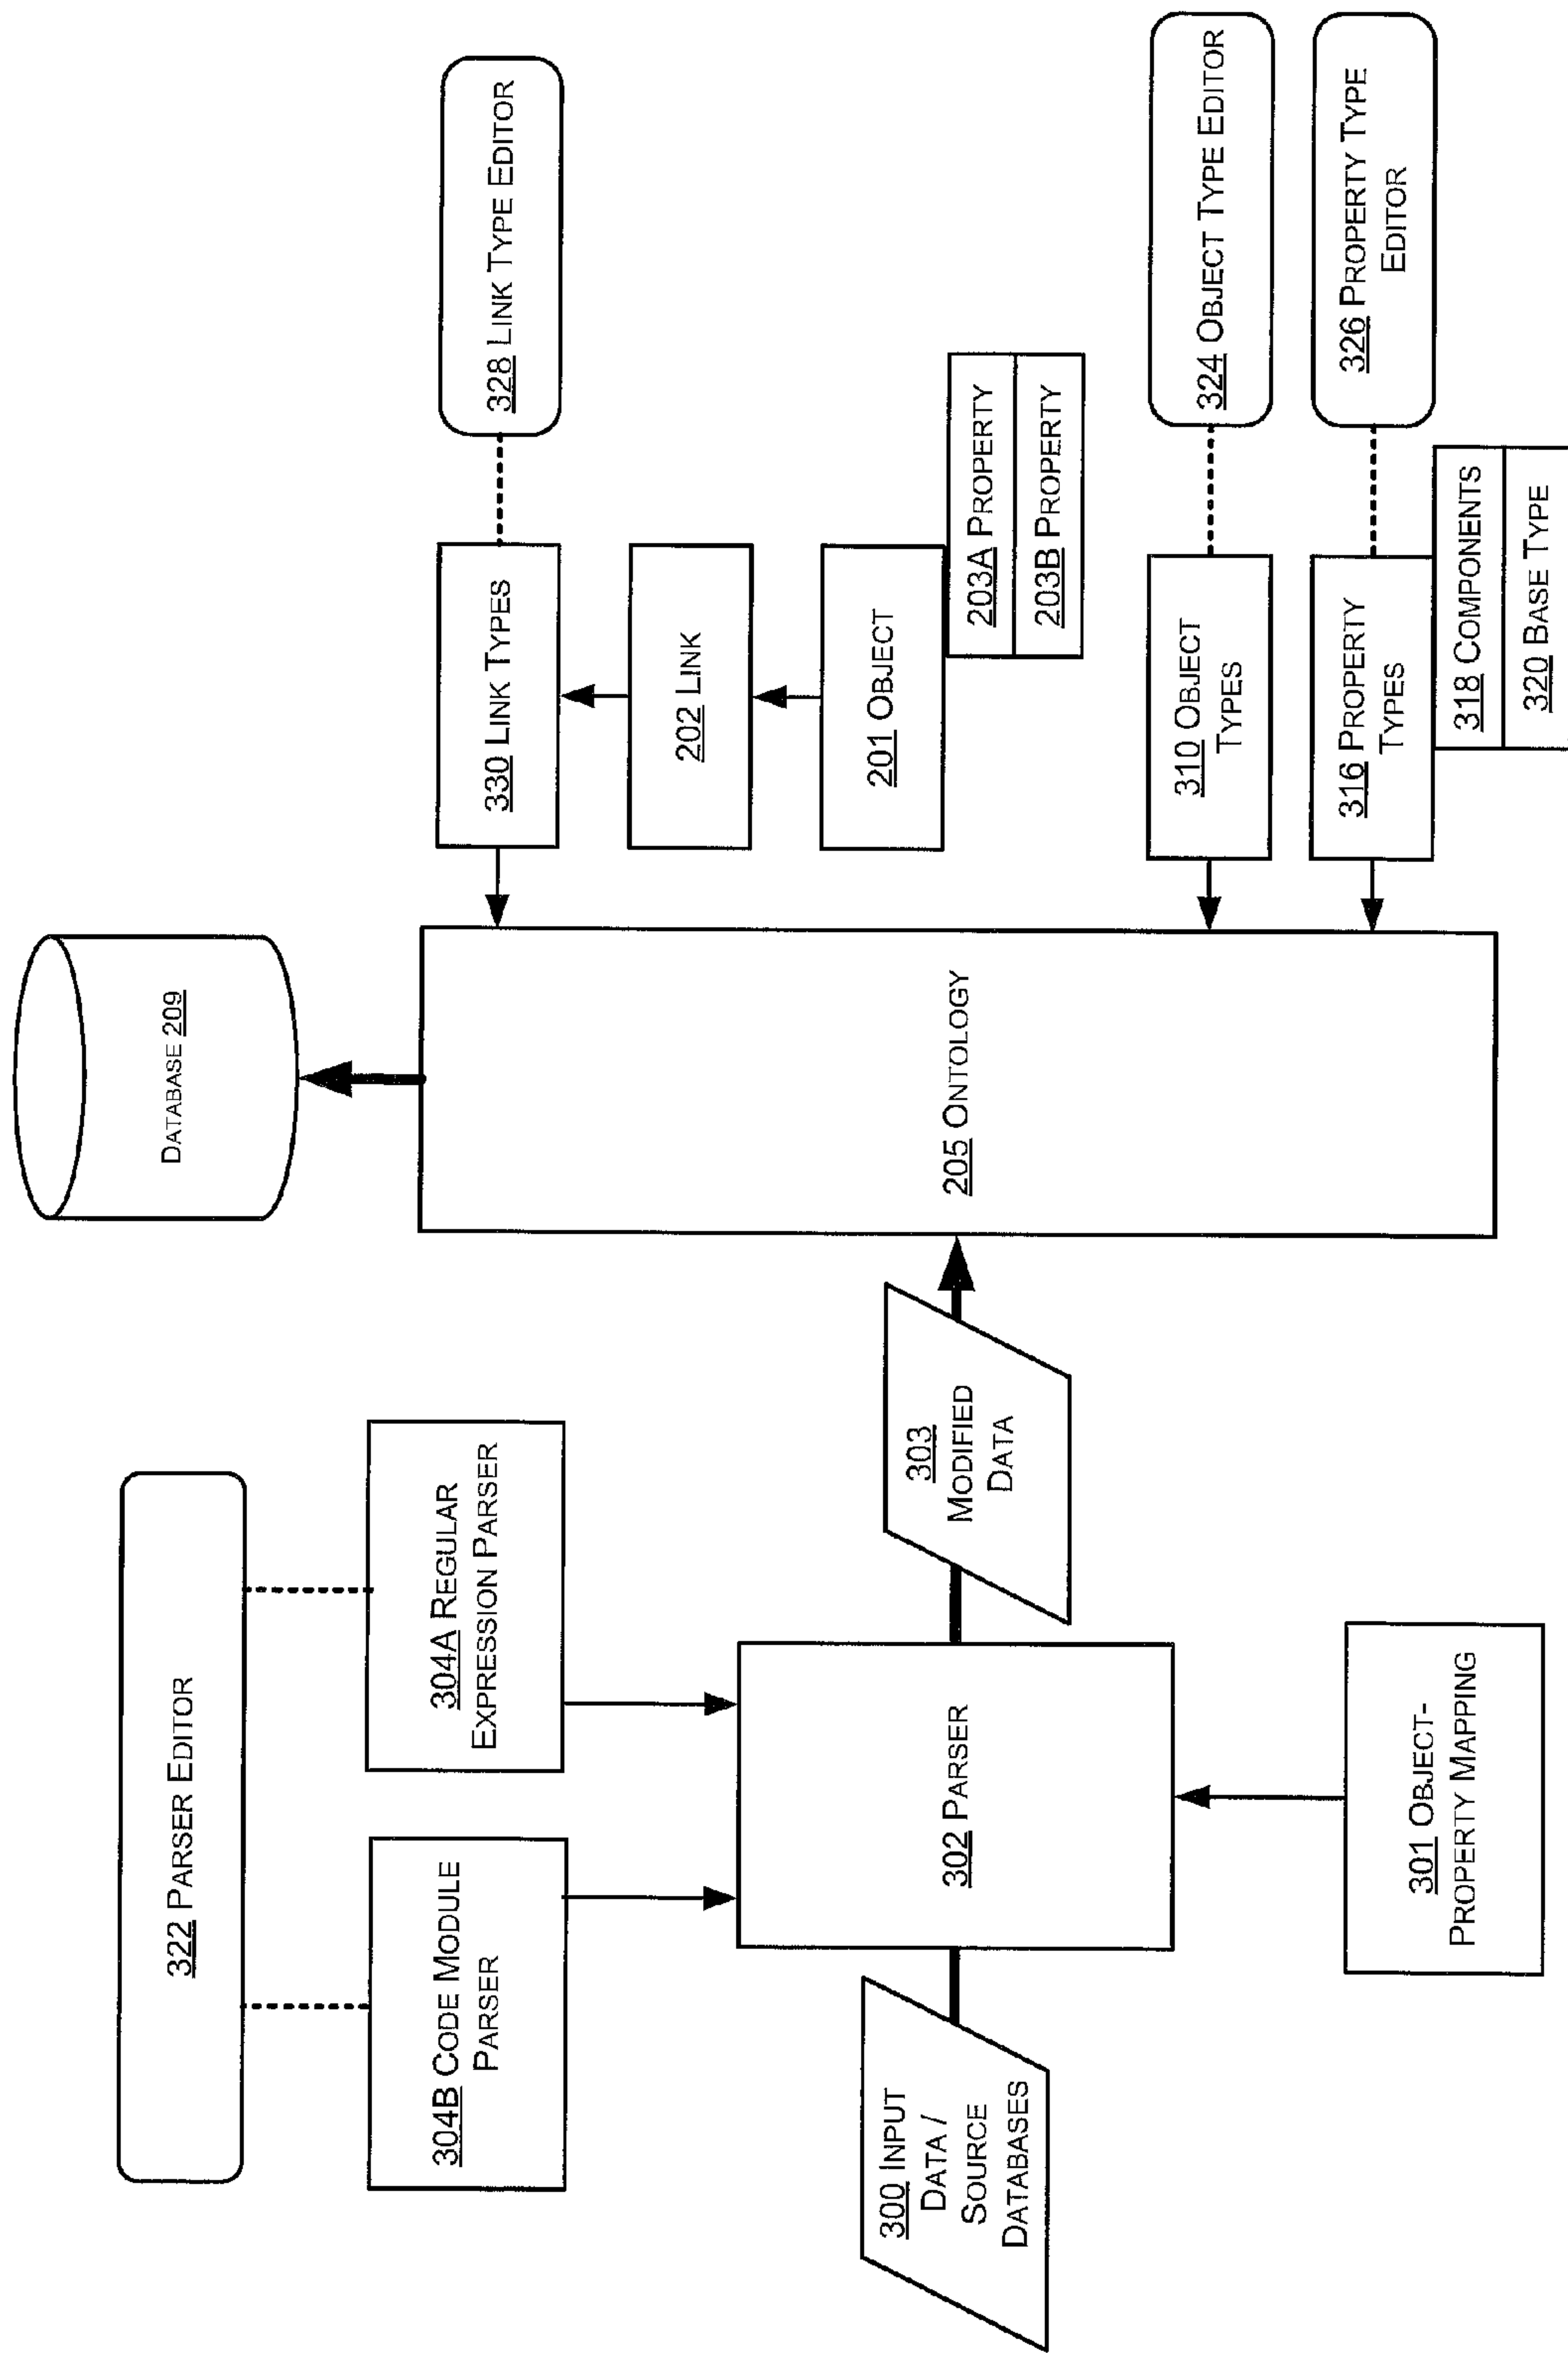 322 PARSER EDITOR
304B CODE MODULE
PARSER
304A REGULAR
EXPRESSION PARSER
300 INPUT
DATA /
SOURCE
DATABASES
302 PARSER
303
MODIFIED
DATA
301 OBJECT-
PROPERTY MAPPING
DATABASE 209
205 ONTOLOGY
330 LINK TYPES
328 LINK TYPE EDITOR
202 LINK
201 OBJECT
203A PROPERTY
203B PROPERTY
310 OBJECT
TYPES
324 OBJECT TYPE EDITOR
316 PROPERTY
TYPES
326 PROPERTY TYPE
EDITOR
318 COMPONENTS
320 BASE TYPE